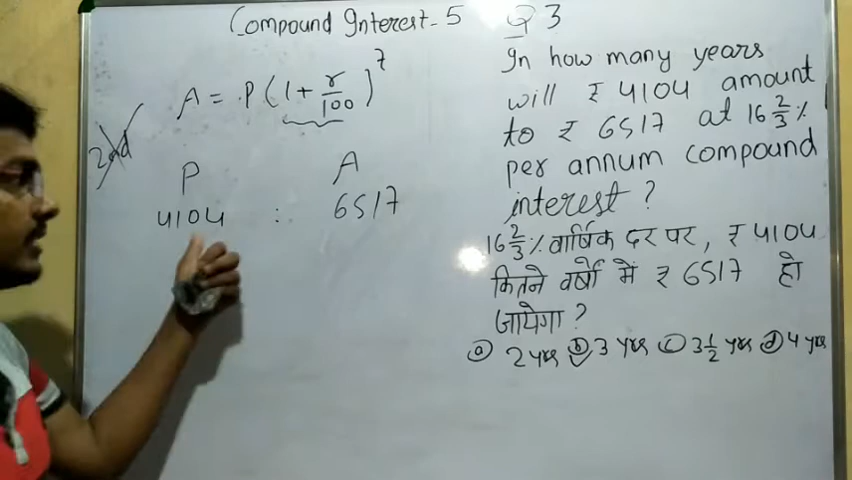 Compound Interest-5 Q3
A = P(1 + r/100)^t
2nd
P A
4104 : 6517
In how many years
will ₹ 4104 amount
to ₹ 6517 at 16 2/3 %
per annum compound
interest?
16 2/3 % वार्षिक दर पर, ₹ 4104
कितने वर्षों में ₹ 6517 हो
जायेगा?
(a) 2 yrs (b) 3 yrs (c) 3 1/2 yrs (d) 4 yrs